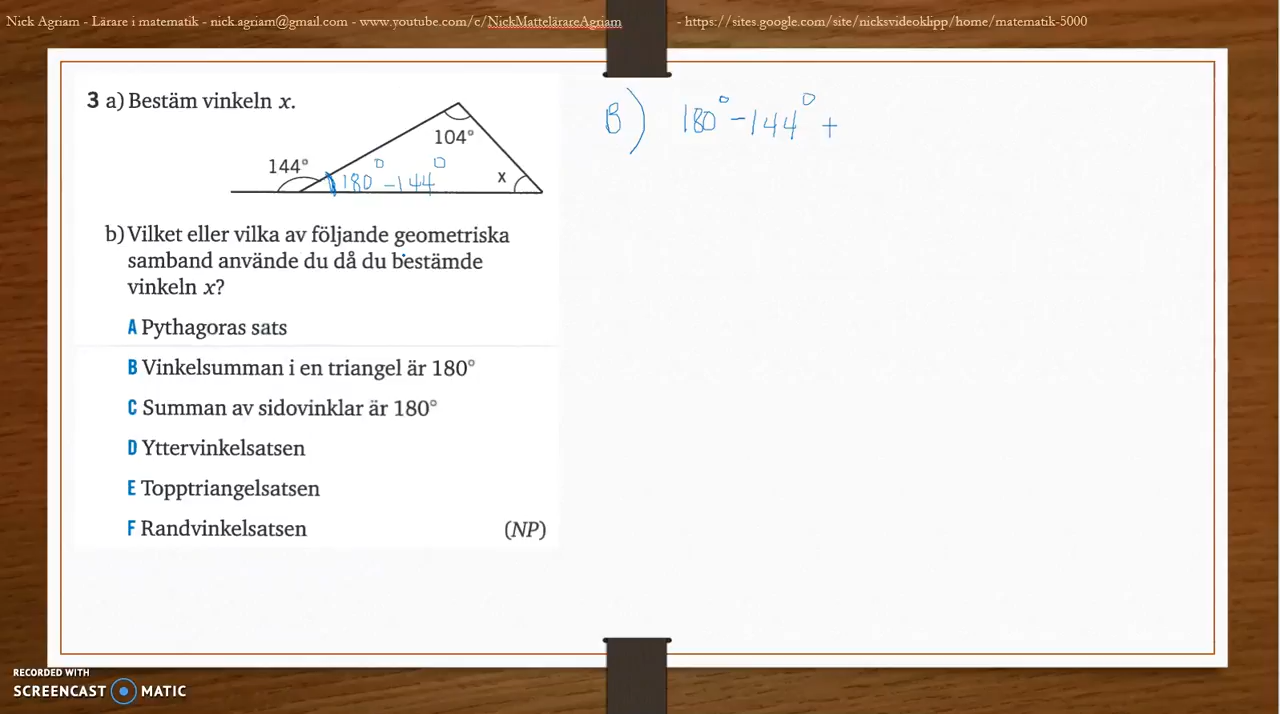 Nick Agriam - Lärare i matematik - nick.agriam@gmail.com - www.youtube.com/c/NickMattelärareAgriam - https://sites.google.com/site/nicksvideoklipp/home/matematik-5000
3 a) Bestäm vinkeln x.
104°
144°
x
180° - 144°
b) Vilket eller vilka av följande geometriska
samband använde du då du bestämde
vinkeln x?
A Pythagoras sats
B Vinkelsumman i en triangel är 180°
C Summan av sidovinklar är 180°
D Yttervinkelsatsen
E Topptriangelsatsen
F Randvinkelsatsen (NP)
B) 180° - 144° +
RECORDED WITH
SCREENCAST MATIC